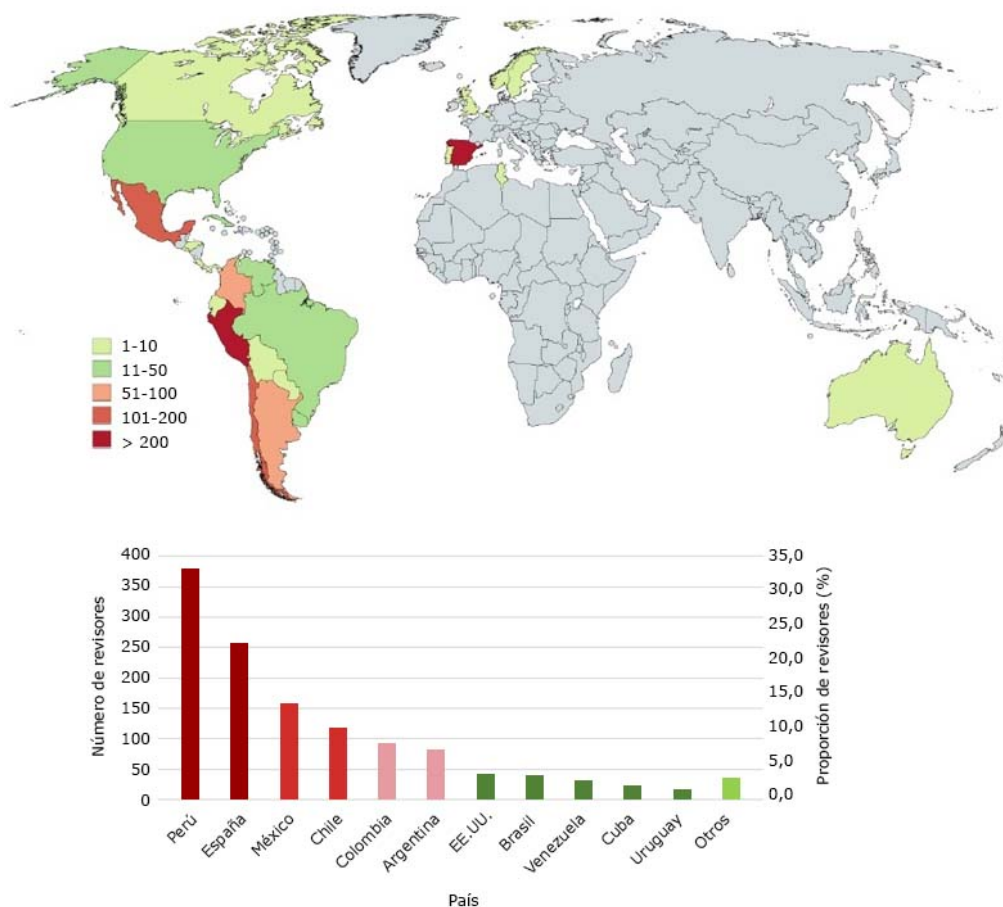 1-10
11-50
51-100
101-200
> 200
400
350
300
250
200
150
100
50
0
Número de revisores
35,0
30,0
25,0
20,0
15,0
10,0
5,0
0,0
Proporción de revisores (%)
Perú
España
México
Chile
Colombia
Argentina
EE.UU.
Brasil
Venezuela
Cuba
Uruguay
Otros
País